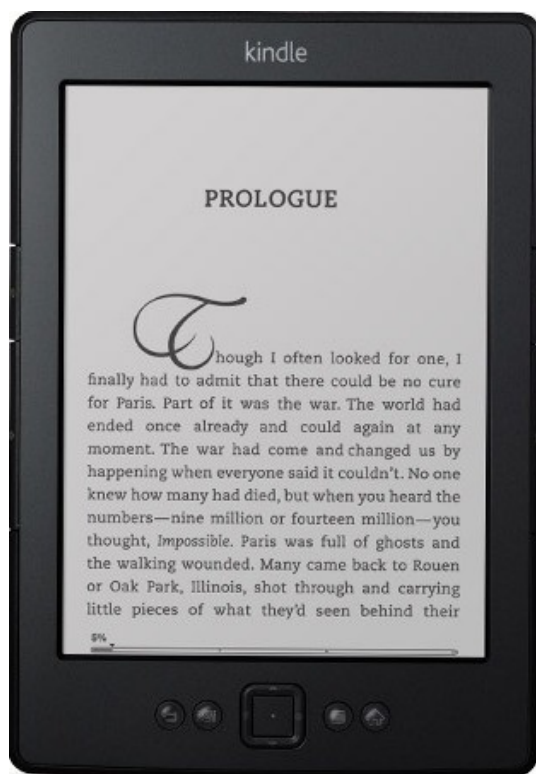 kindle
PROLOGUE
Though I often looked for one, I
finally had to admit that there could be no cure
for Paris. Part of it was the war. The world had
ended once already and could again at any
moment. The war had come and changed us by
happening when everyone said it couldn't. No one
knew how many had died, but when you heard the
numbers—nine million or fourteen million—you
thought, Impossible. Paris was full of ghosts and
the walking wounded. Many came back to Rouen
or Oak Park, Illinois, shot through and carrying
little pieces of what they'd seen behind their
5%